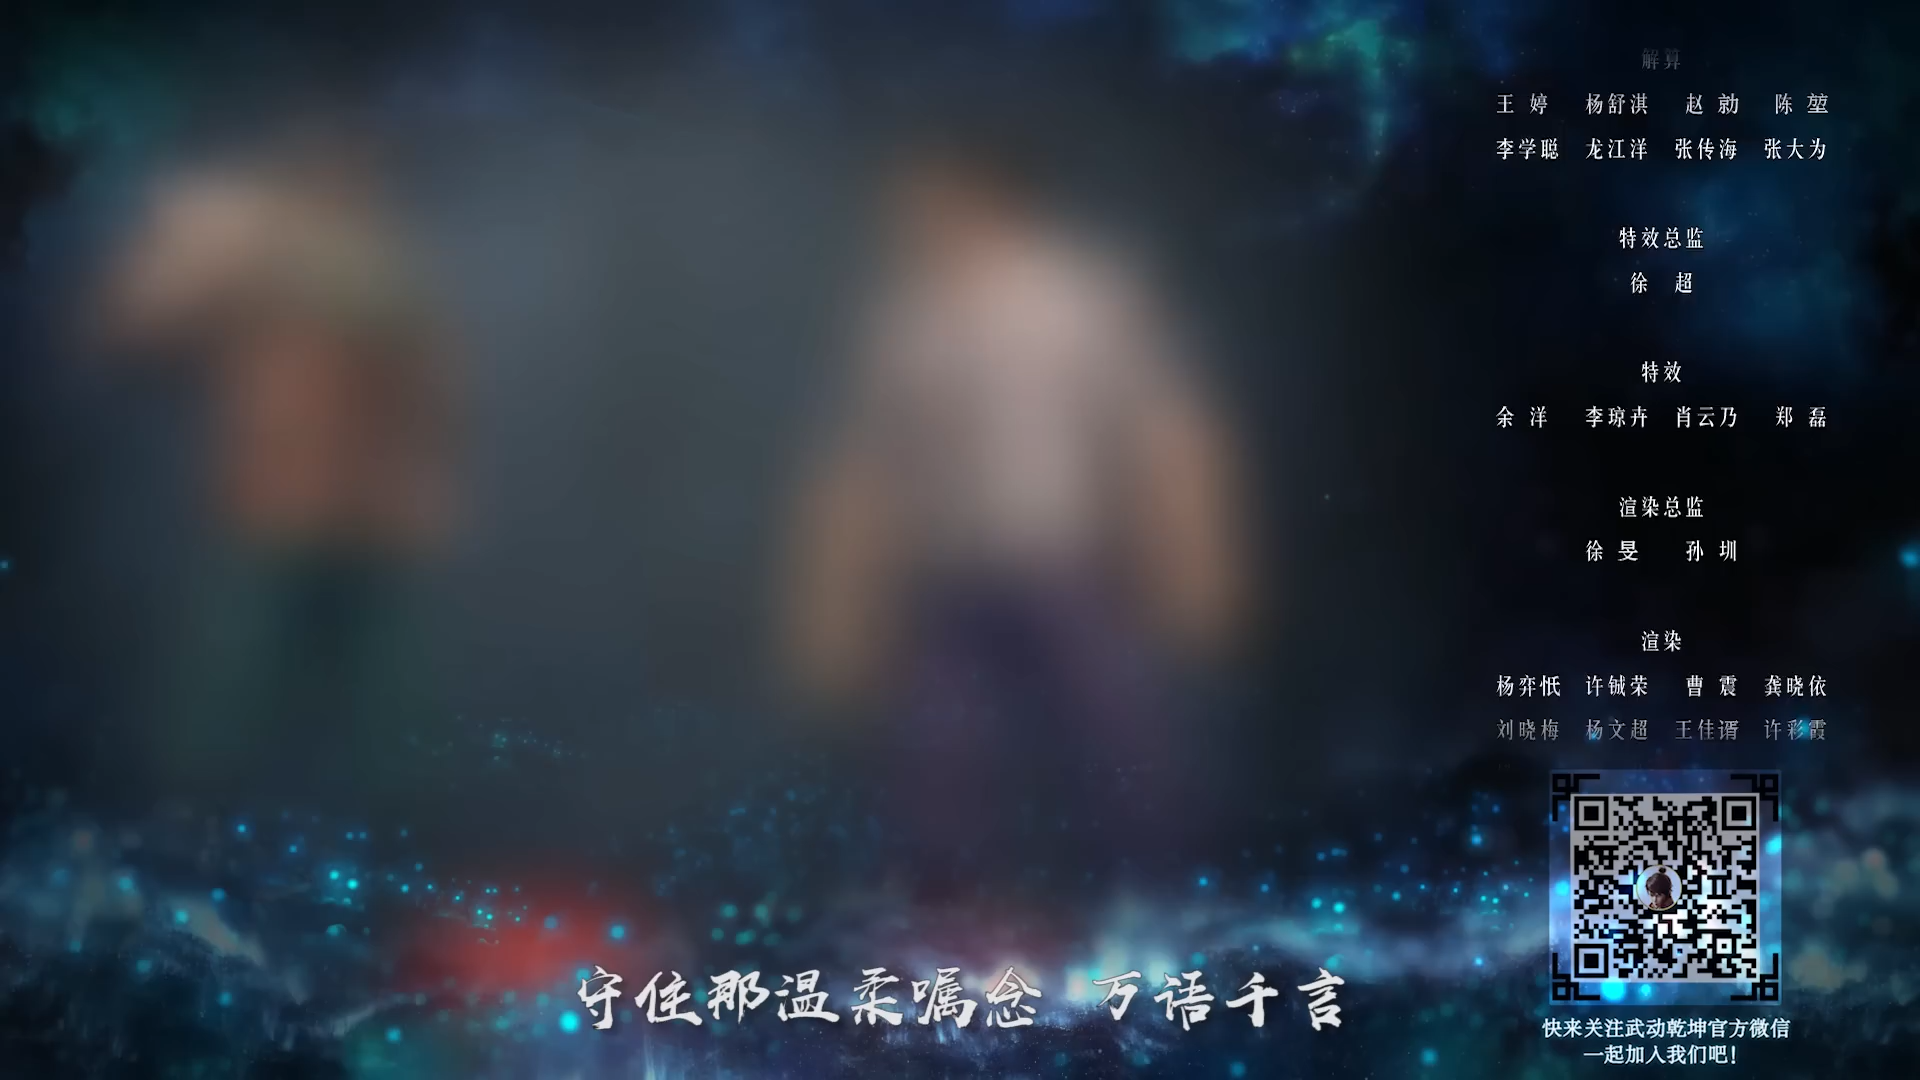 解算
王 婷 杨舒淇 赵 勍 陈 堃
李学聪 龙江洋 张传海 张大为
特效总监
徐 超
特效
余 洋 李琼卉 肖云乃 郑 磊
渲染总监
徐 旻 孙 圳
渲染
杨弈忯 许铖荣 曹 震 龚晓依
刘晓梅 杨文超 王佳谞 许彩霞
守住那温柔嘱念 万语千言
快来关注武动乾坤官方微信
一起加入我们吧!